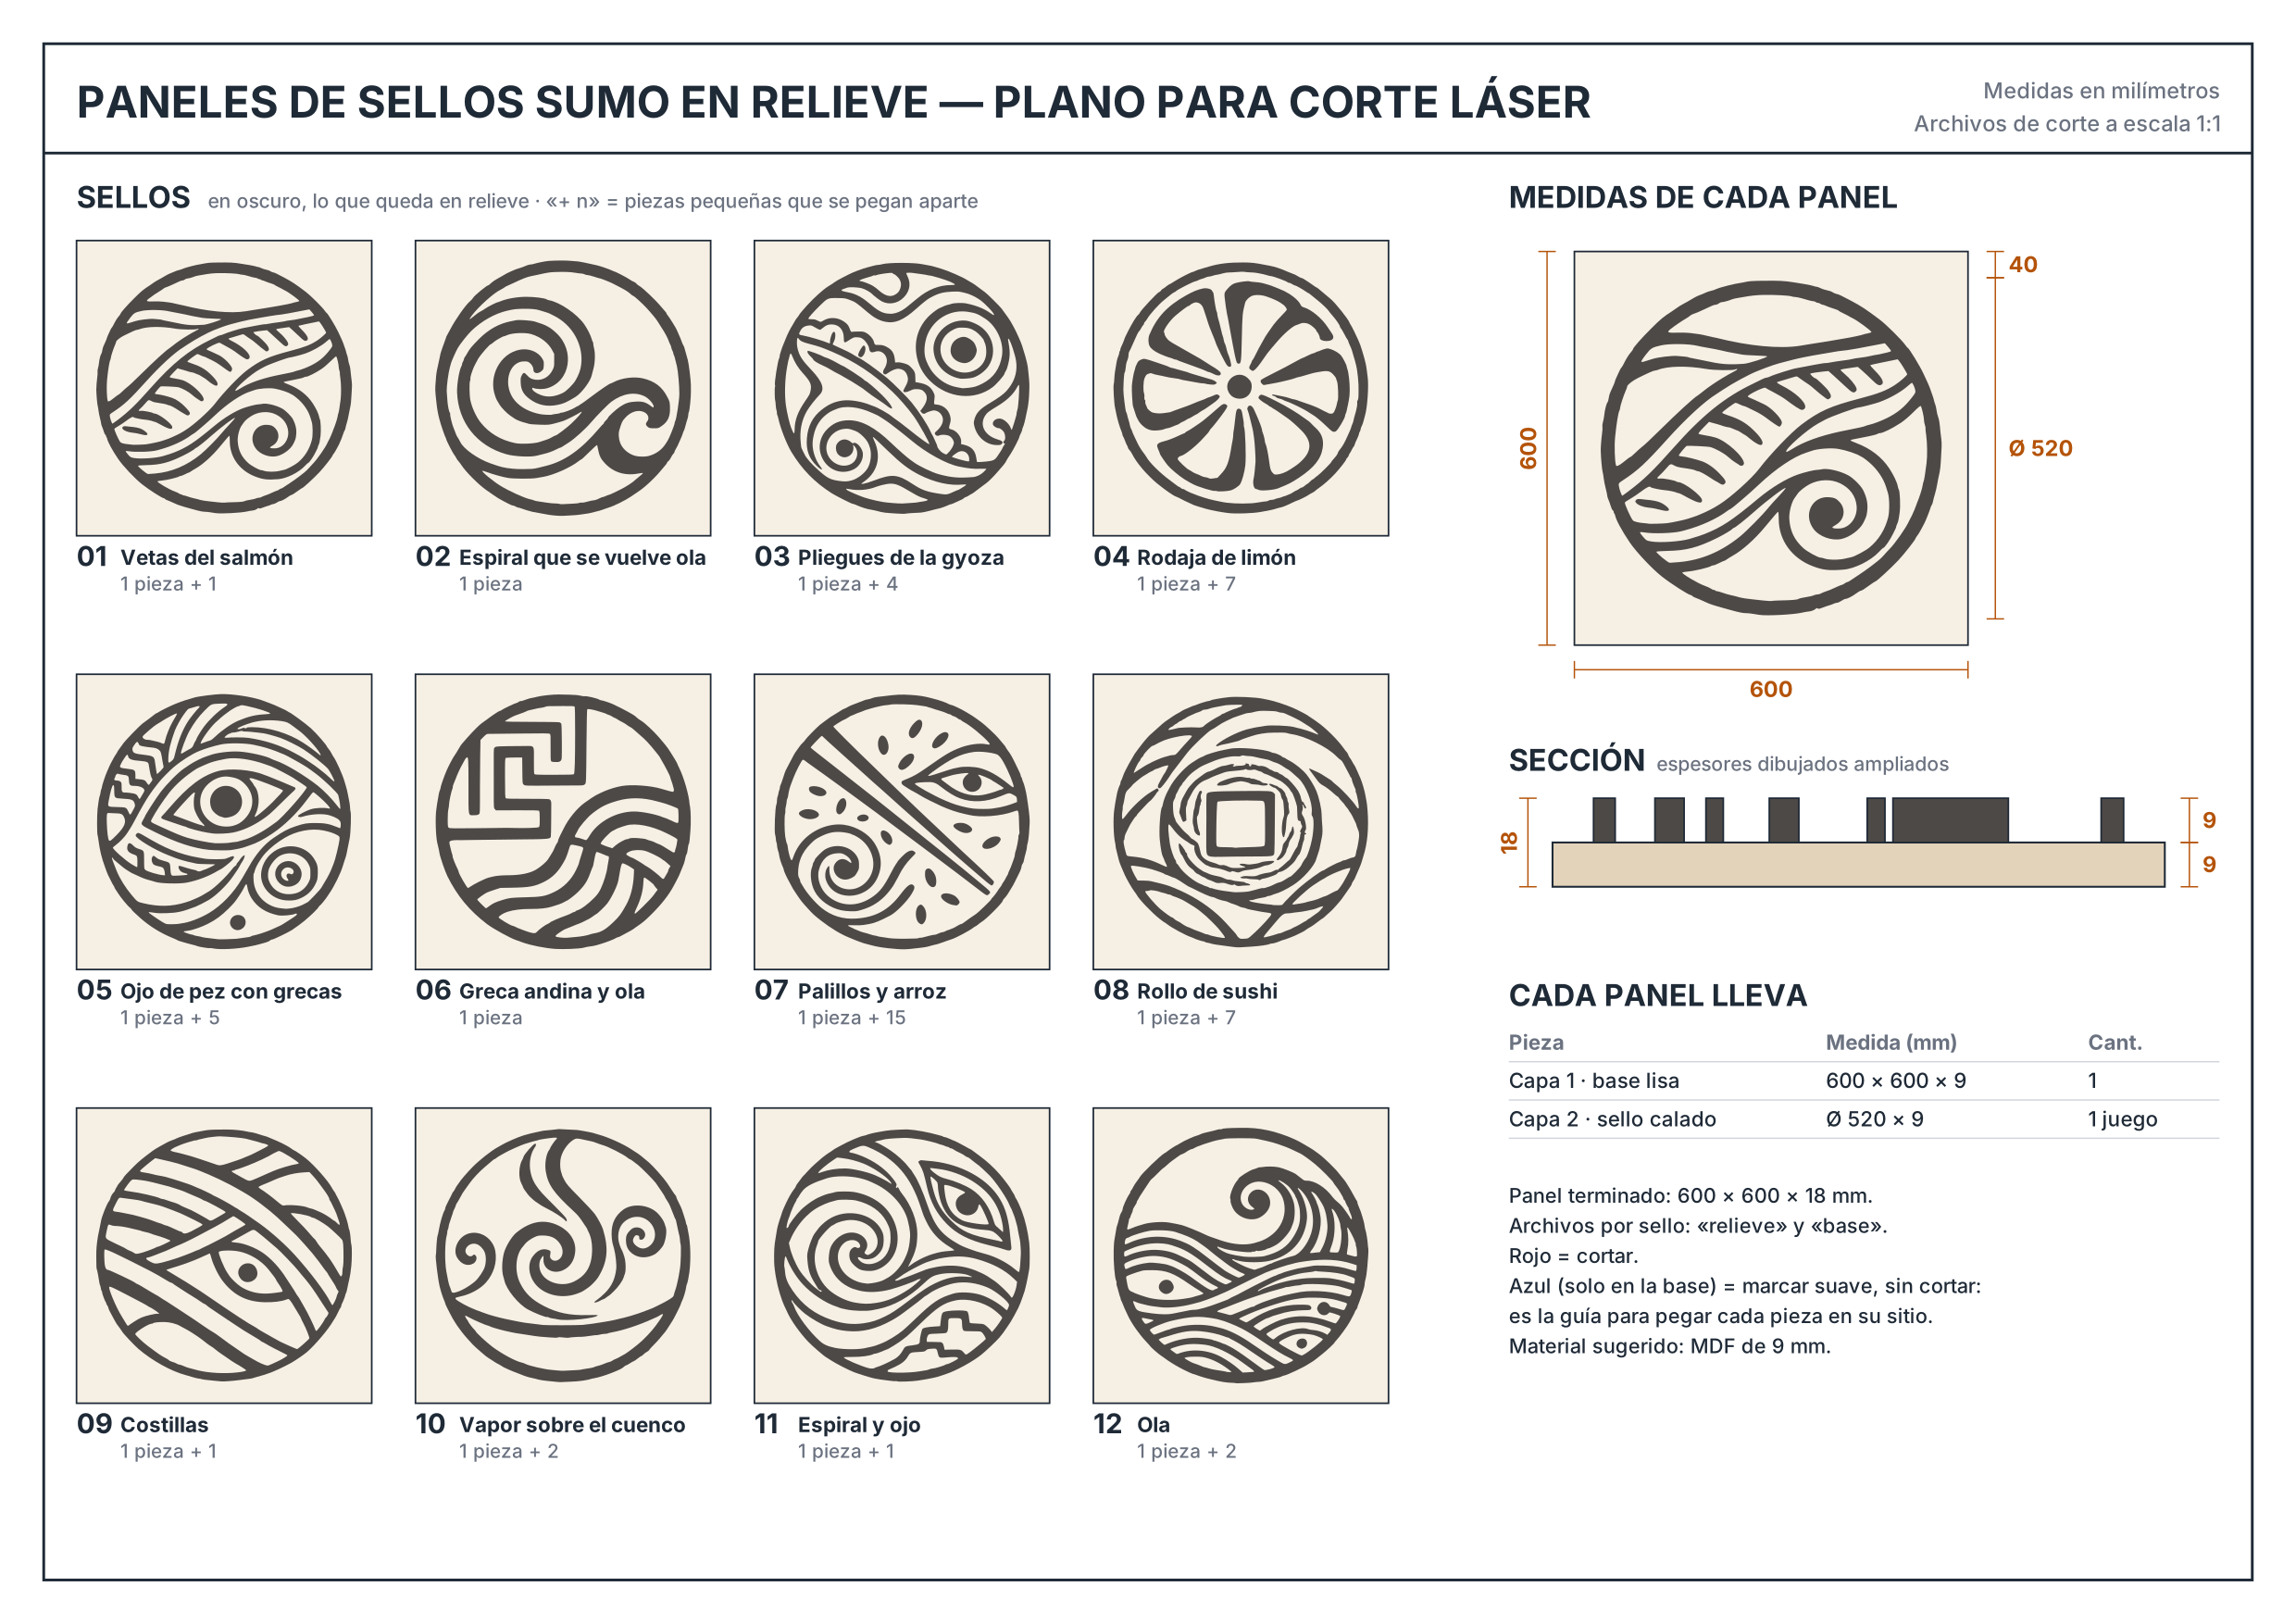 PANELES DE SELLOS SUMO EN RELIEVE — PLANO PARA CORTE LÁSER
Medidas en milímetros
Archivos de corte a escala 1:1
SELLOS en oscuro, lo que queda en relieve · «+ n» = piezas pequeñas que se pegan aparte
01 Vetas del salmón
1 pieza + 1
02 Espiral que se vuelve ola
1 pieza
03 Pliegues de la gyoza
1 pieza + 4
04 Rodaja de limón
1 pieza + 7
05 Ojo de pez con grecas
1 pieza + 5
06 Greca andina y ola
1 pieza
07 Palillos y arroz
1 pieza + 15
08 Rollo de sushi
1 pieza + 7
09 Costillas
1 pieza + 1
10 Vapor sobre el cuenco
1 pieza + 2
11 Espiral y ojo
1 pieza + 1
12 Ola
1 pieza + 2
MEDIDAS DE CADA PANEL
40
600
Ø 520
600
SECCIÓN espesores dibujados ampliados
18
9
9
CADA PANEL LLEVA
Pieza Medida (mm) Cant.
Capa 1 · base lisa 600 × 600 × 9 1
Capa 2 · sello calado Ø 520 × 9 1 juego
Panel terminado: 600 × 600 × 18 mm.
Archivos por sello: «relieve» y «base».
Rojo = cortar.
Azul (solo en la base) = marcar suave, sin cortar:
es la guía para pegar cada pieza en su sitio.
Material sugerido: MDF de 9 mm.